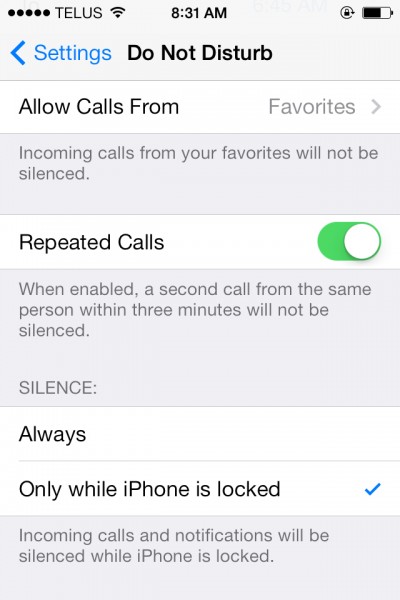 TELUS 8:31 AM
Settings Do Not Disturb
Allow Calls From Favorites
Incoming calls from your favorites will not be
silenced.
Repeated Calls
When enabled, a second call from the same
person within three minutes will not be
silenced.
SILENCE:
Always
Only while iPhone is locked
Incoming calls and notifications will be
silenced while iPhone is locked.